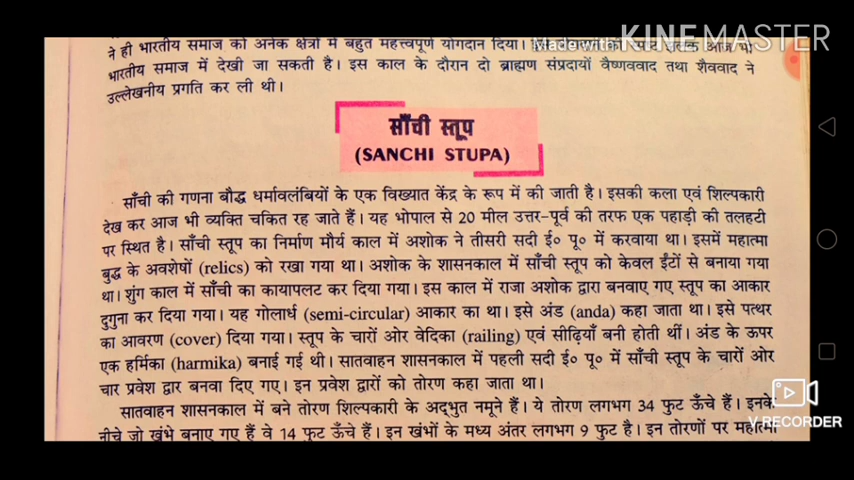 ने ही भारतीय समाज को अनेक क्षेत्रों में बहुत महत्त्वपूर्ण योगदान दिया।
भारतीय समाज में देखी जा सकती है। इस काल के दौरान दो ब्राह्मण संप्रदायों वैष्णववाद तथा शैववाद ने
उल्लेखनीय प्रगति कर ली थी।
Made with KINEMASTER
साँची स्तूप
(SANCHI STUPA)
साँची की गणना बौद्ध धर्मावलंबियों के एक विख्यात केंद्र के रूप में की जाती है। इसकी कला एवं शिल्पकारी
देख कर आज भी व्यक्ति चकित रह जाते हैं। यह भोपाल से 20 मील उत्तर-पूर्व की तरफ एक पहाड़ी की तलहटी
पर स्थित है। साँची स्तूप का निर्माण मौर्य काल में अशोक ने तीसरी सदी ई० पू० में करवाया था। इसमें महात्मा
बुद्ध के अवशेषों (relics) को रखा गया था। अशोक के शासनकाल में साँची स्तूप को केवल ईंटों से बनाया गया
था। शुंग काल में साँची का कायापलट कर दिया गया। इस काल में राजा अशोक द्वारा बनवाए गए स्तूप का आकार
दुगुना कर दिया गया। यह गोलार्ध (semi-circular) आकार का था। इसे अंड (anda) कहा जाता था। इसे पत्थर
का आवरण (cover) दिया गया। स्तूप के चारों ओर वेदिका (railing) एवं सीढ़ियाँ बनी होती थीं। अंड के ऊपर
एक हर्मिका (harmika) बनाई गई थी। सातवाहन शासनकाल में पहली सदी ई० पू० में साँची स्तूप के चारों ओर
चार प्रवेश द्वार बनवा दिए गए। इन प्रवेश द्वारों को तोरण कहा जाता था।
सातवाहन शासनकाल में बने तोरण शिल्पकारी के अद्भुत नमूने हैं। ये तोरण लगभग 34 फुट ऊँचे हैं। इनके
नीचे जो खंभे बनाए गए हैं वे 14 फुट ऊँचे हैं। इन खंभों के मध्य अंतर लगभग 9 फुट है। इन तोरणों पर महात्मा
V RECORDER